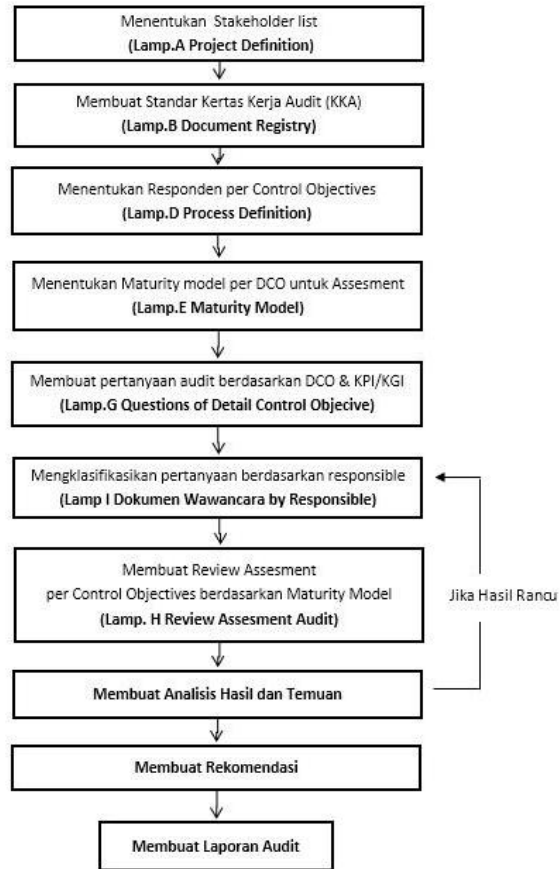 Menentukan Stakeholder list
(Lamp.A Project Definition)
Membuat Standar Kertas Kerja Audit (KKA)
(Lamp.B Document Registry)
Menentukan Responden per Control Objectives
(Lamp.D Process Definition)
Menentukan Maturity model per DCO untuk Assesment
(Lamp.E Maturity Model)
Membuat pertanyaan audit berdasarkan DCO & KPI/KGI
(Lamp.G Questions of Detail Control Objecive)
Mengklasifikasikan pertanyaan berdasarkan responsible
(Lamp I Dokumen Wawancara by Responsible)
Membuat Review Assesment
per Control Objectives berdasarkan Maturity Model
(Lamp. H Review Assesment Audit)
Jika Hasil Rancu
Membuat Analisis Hasil dan Temuan
Membuat Rekomendasi
Membuat Laporan Audit